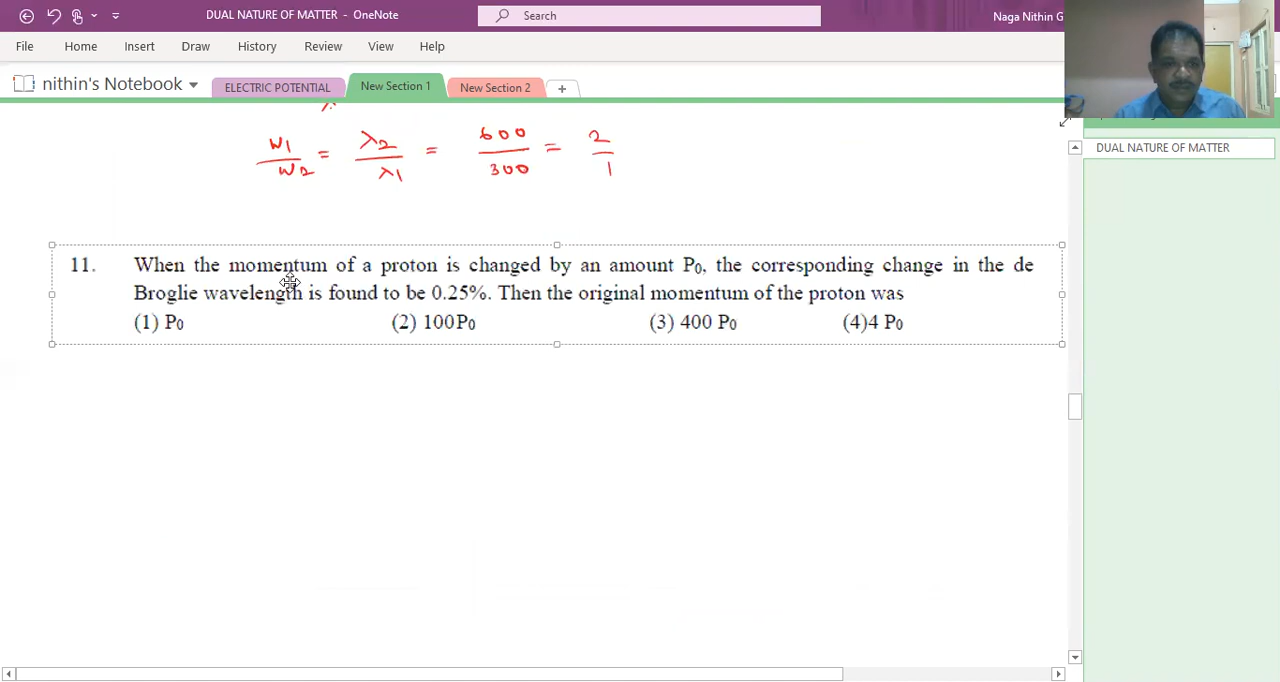 DUAL NATURE OF MATTER - OneNote
Search
Naga Nithin G
File Home Insert Draw History Review View Help
nithin's Notebook
ELECTRIC POTENTIAL
New Section 1
New Section 2
DUAL NATURE OF MATTER
W1/W2 = λ2/λ1 = 600/300 = 2/1
11. When the momentum of a proton is changed by an amount P₀, the corresponding change in the de
Broglie wavelength is found to be 0.25%. Then the original momentum of the proton was
(1) P₀ (2) 100P₀ (3) 400 P₀ (4)4 P₀